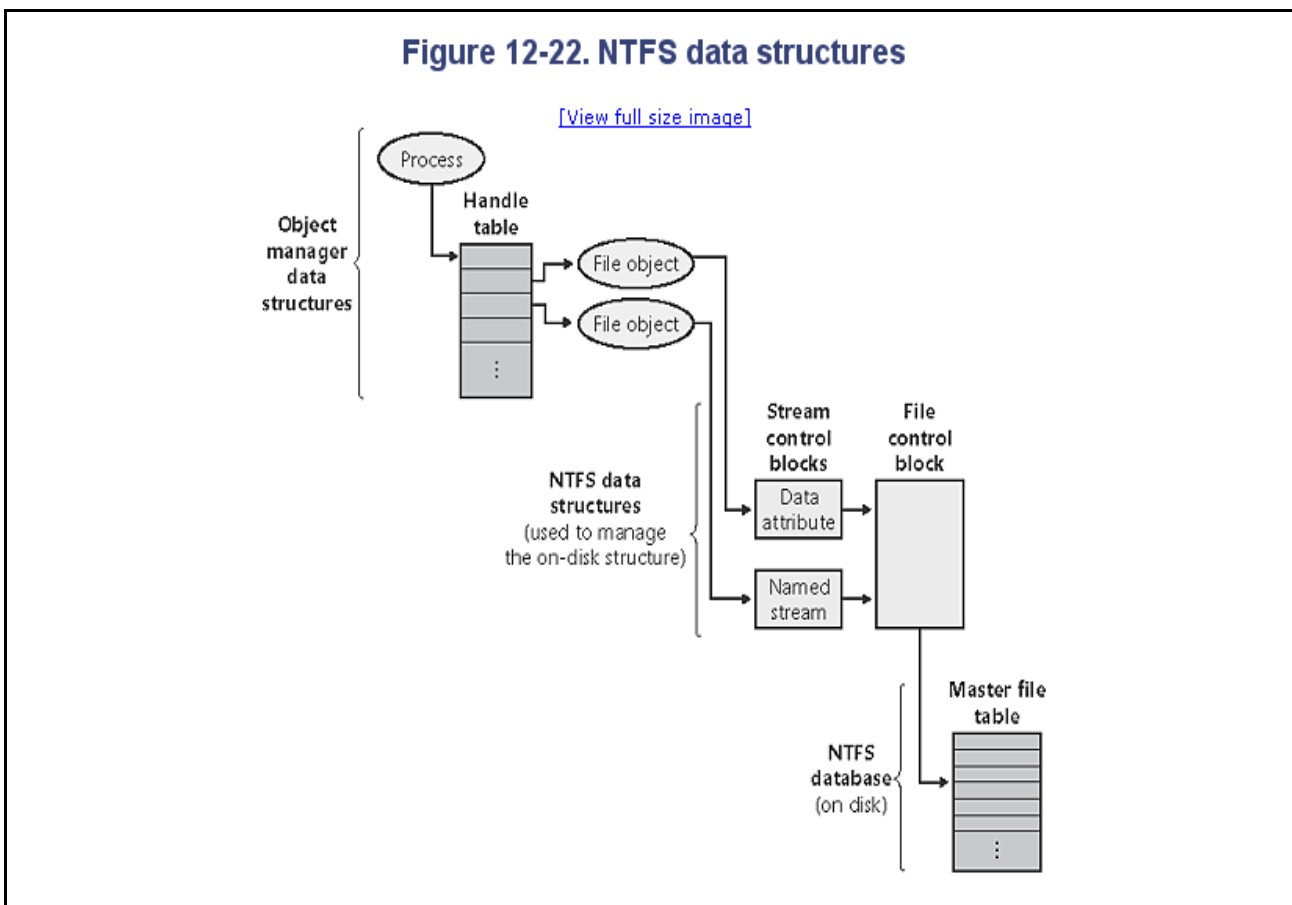 Figure 12-22. NTFS data structures
[View full size image]
Process
Handle
table
Object
manager
data
structures
File object
File object
⋮
Stream
control
blocks
File
control
block
NTFS data
structures
(used to manage
the on-disk structure)
Data
attribute
Named
stream
Master file
table
NTFS
database
(on disk)
⋮